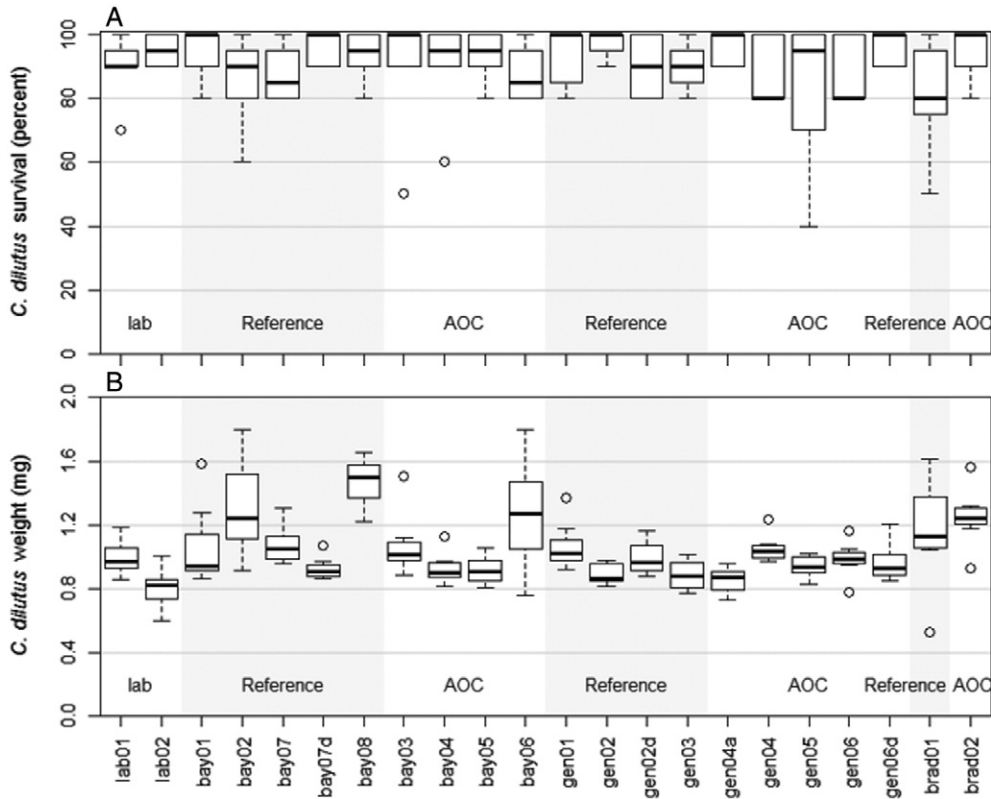 A
C. dilutus survival (percent)
100
80
60
40
20
0
lab Reference AOC Reference AOC Reference AOC
B
C. dilutus weight (mg)
2.0
1.6
1.2
0.8
0.4
0.0
lab Reference AOC Reference AOC Reference AOC
lab01
lab02
bay01
bay02
bay07
bay07d
bay08
bay03
bay04
bay05
bay06
gen01
gen02
gen02d
gen03
gen04a
gen04
gen05
gen06
gen06d
brad01
brad02